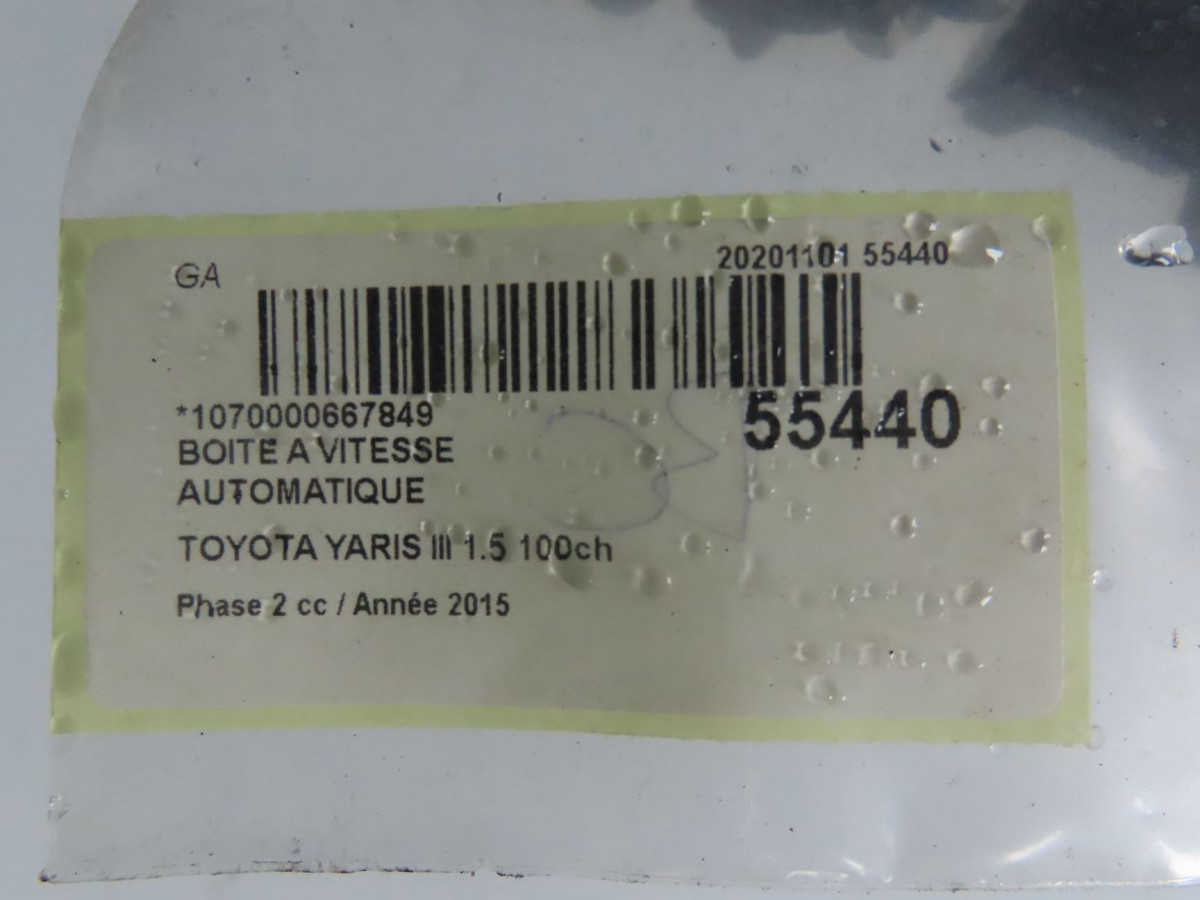 GA
20201101 55440
*1070000667849
55440
BOITE A VITESSE
AUTOMATIQUE
TOYOTA YARIS III 1.5 100ch
Phase 2 cc / Année 2015